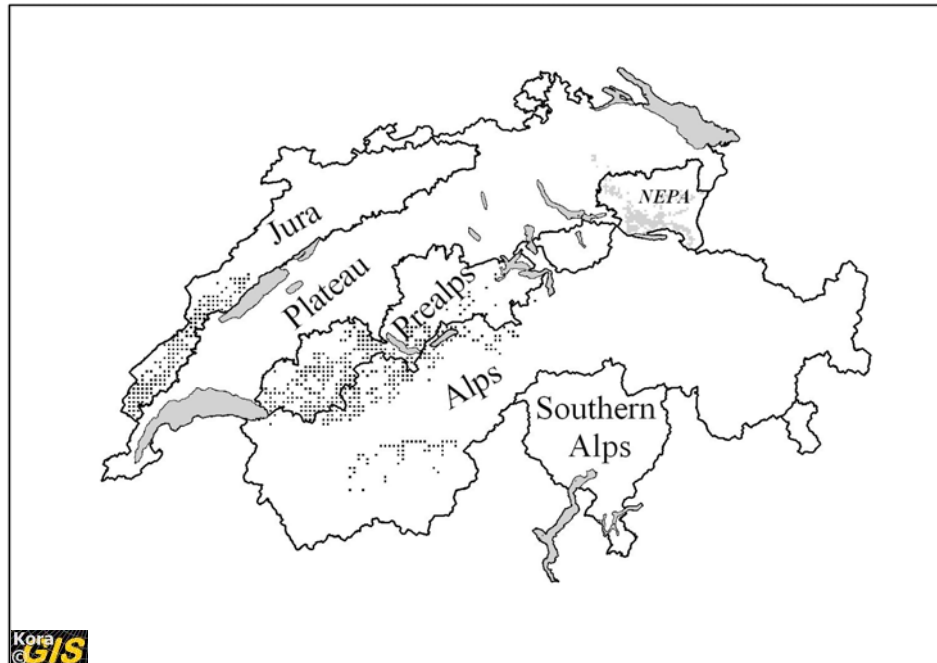 NEPA
Jura
Plateau
Prealps
Alps
Southern
Alps
Kora
© GIS